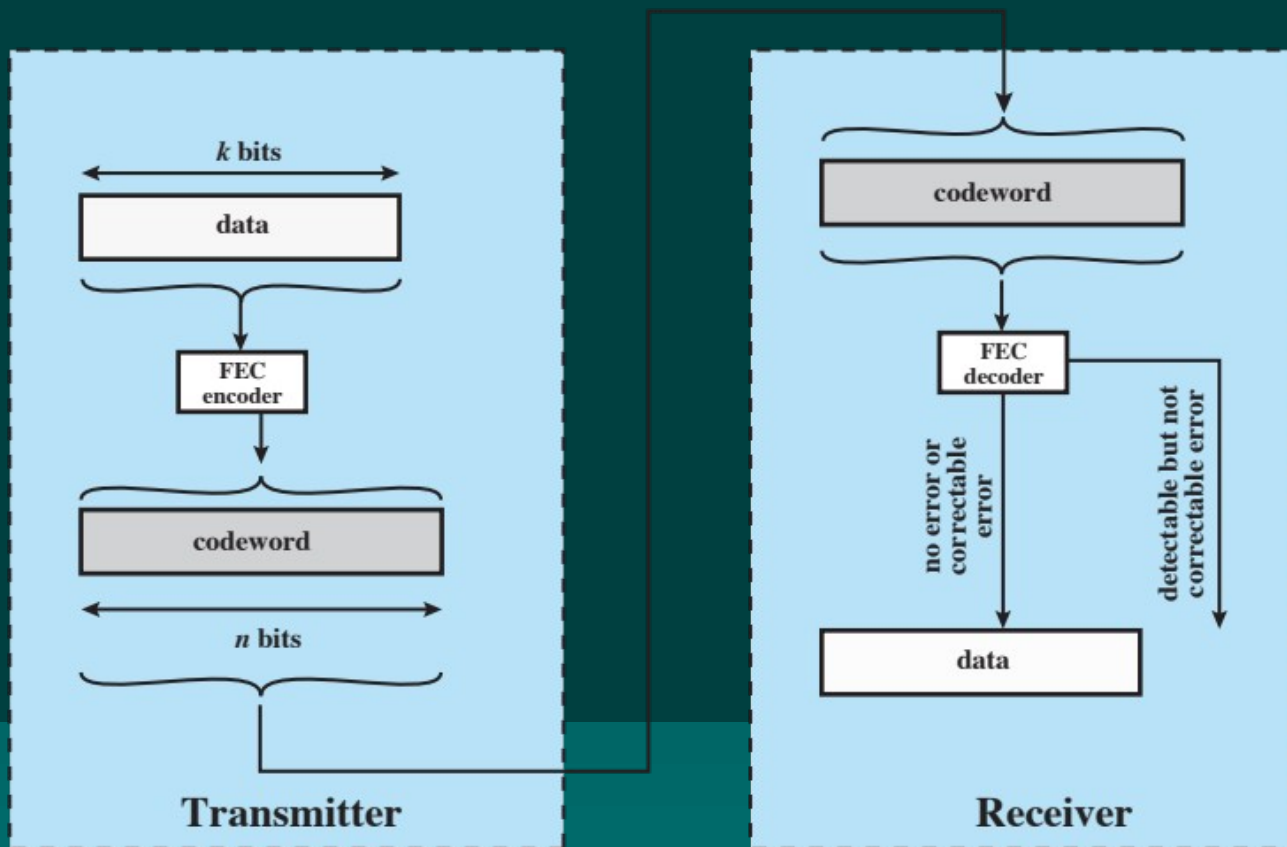 k bits
data
FEC
encoder
codeword
n bits
Transmitter
codeword
FEC
decoder
no error or
correctable
error
detectable but not
correctable error
data
Receiver